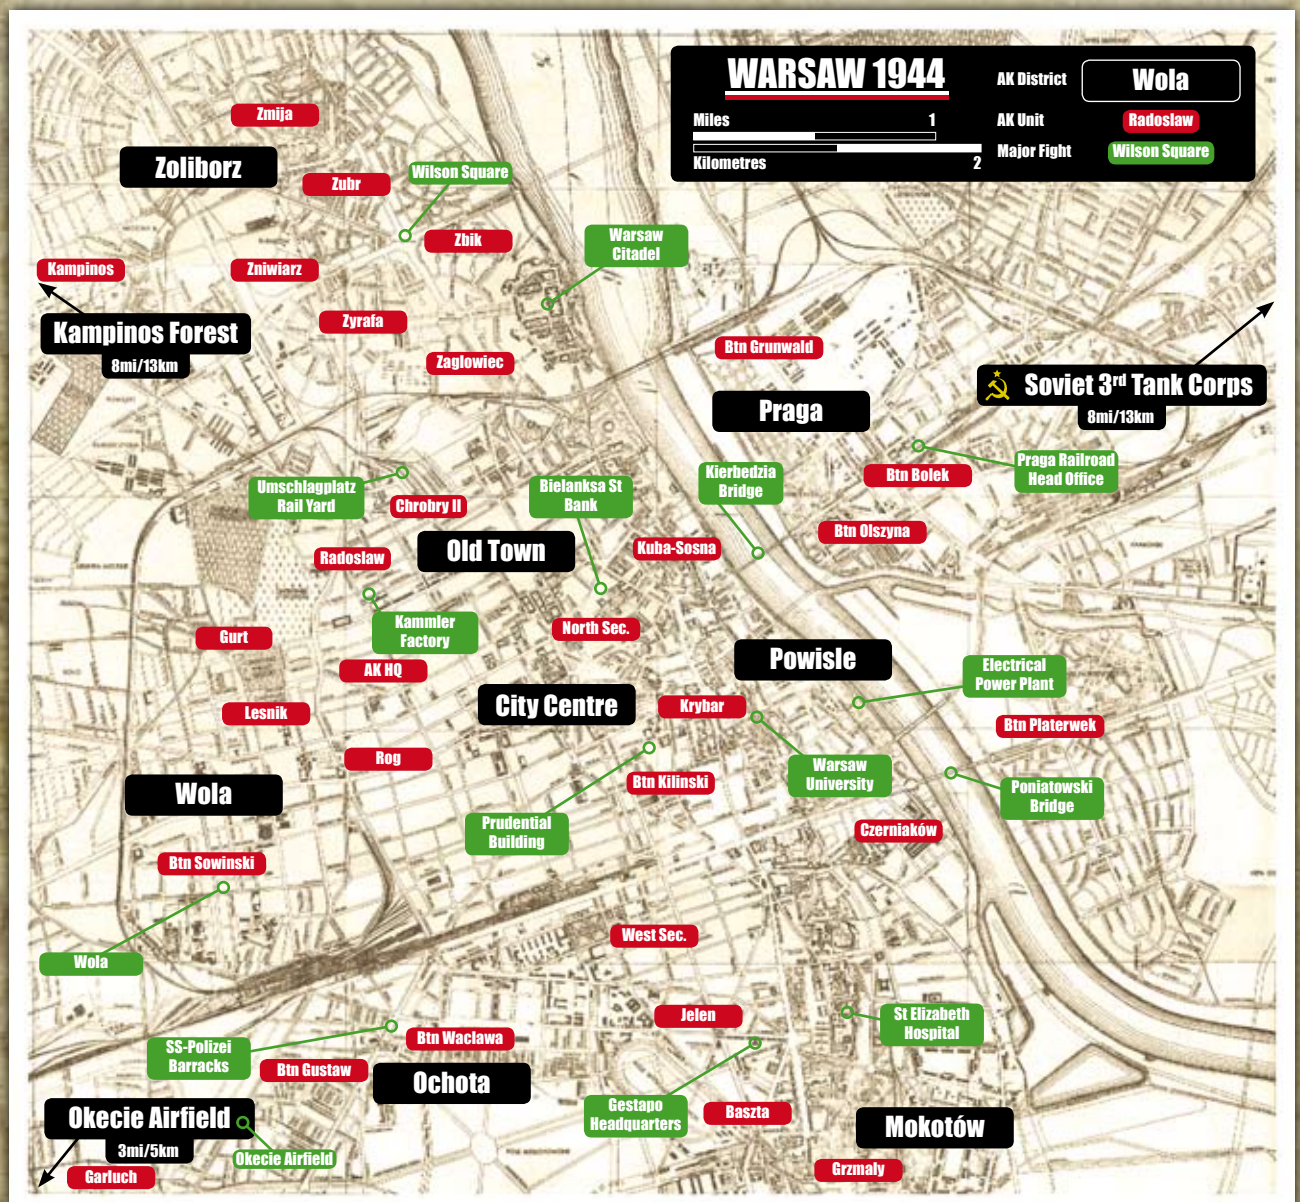 WARSAW 1944
Miles 1
Kilometres 2
AK District
Wola
AK Unit
Radoslaw
Major Fight
Wilson Square
Zmija
Zoliborz
Zubr
Wilson Square
Zbik
Warsaw
Citadel
Kampinos
Zniwiarz
Kampinos Forest
8mi/13km
Zyrafa
Zaglowiec
Btn Grunwald
Soviet 3rd Tank Corps
8mi/13km
Praga
Praga Railroad
Head Office
Btn Bolek
Kierbedzia
Bridge
Umschlagplatz
Rail Yard
Chrobry II
Bielanksa St
Bank
Btn Olszyna
Radoslaw
Old Town
Kuba-Sosna
Kammler
Factory
North Sec.
Gurt
AK HQ
Powisle
Electrical
Power Plant
City Centre
Krybar
Lesnik
Btn Platerwek
Rog
Btn Kilinski
Warsaw
University
Wola
Poniatowski
Bridge
Prudential
Building
Czerniaków
Btn Sowinski
West Sec.
Wola
Jelen
St Elizabeth
Hospital
SS-Polizei
Barracks
Btn Waclawa
Btn Gustaw
Ochota
Gestapo
Headquarters
Baszta
Okecie Airfield
3mi/5km
Mokotów
Okecie Airfield
Garluch
Grzmaly